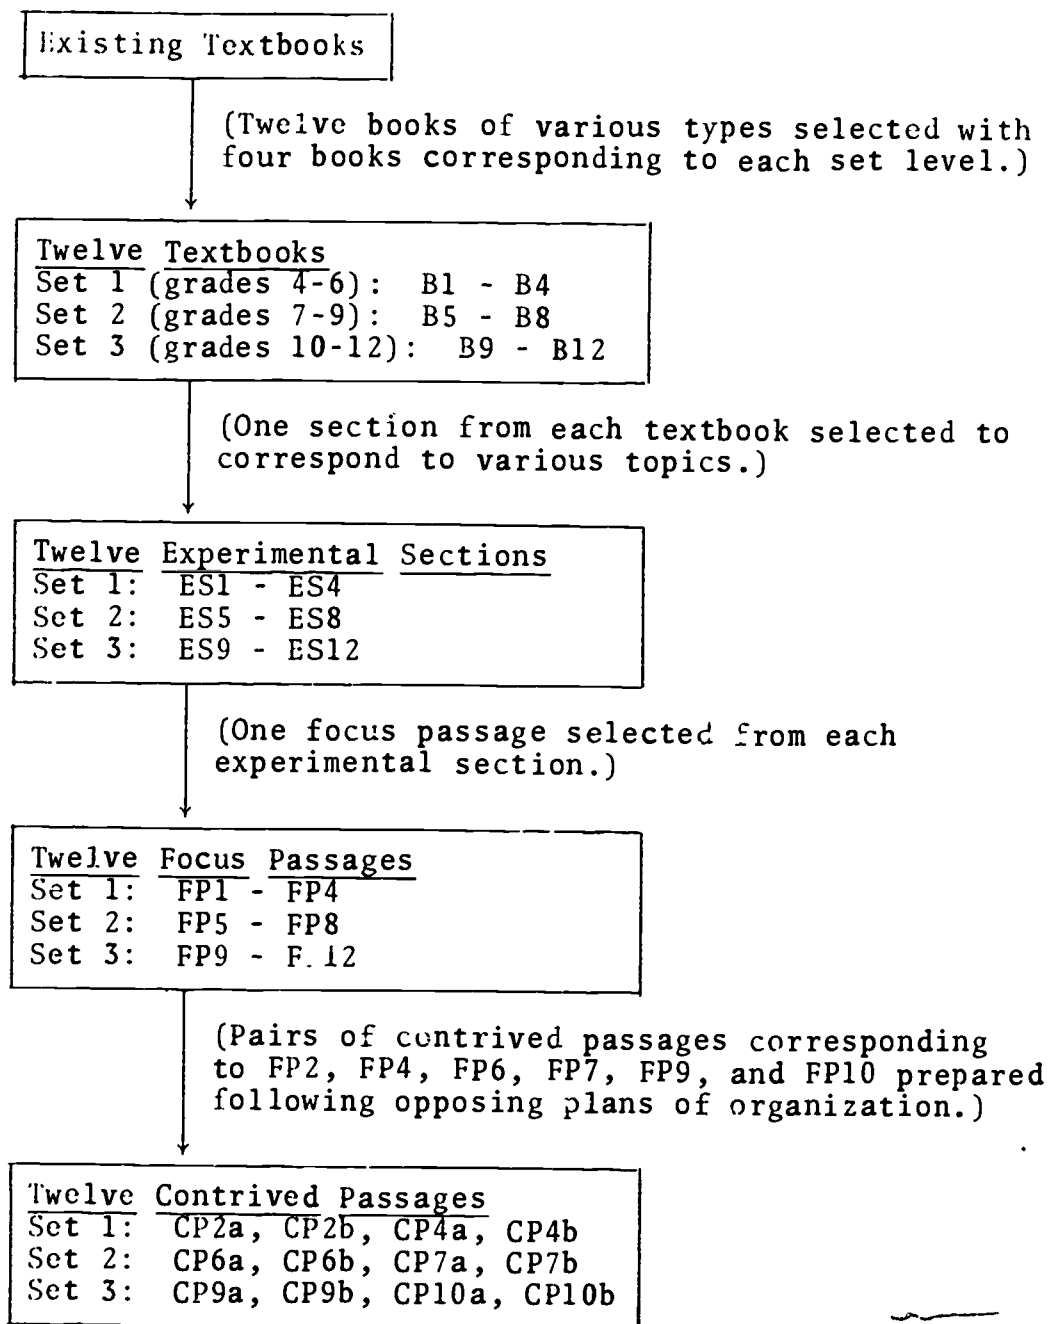 Existing Textbooks
(Twelve books of various types selected with
four books corresponding to each set level.)
Twelve Textbooks
Set 1 (grades 4-6): B1 - B4
Set 2 (grades 7-9): B5 - B8
Set 3 (grades 10-12): B9 - B12
(One section from each textbook selected to
correspond to various topics.)
Twelve Experimental Sections
Set 1: ES1 - ES4
Set 2: ES5 - ES8
Set 3: ES9 - ES12
(One focus passage selected from each
experimental section.)
Twelve Focus Passages
Set 1: FP1 - FP4
Set 2: FP5 - FP8
Set 3: FP9 -
(Pairs of contrived passages corresponding
to FP2, FP4, FP6, FP7, FP9, and FP10 prepared
following opposing plans of organization.)
Twelve Contrived Passages
Set 1: CP2a, CP2b, CP4a, CP4b
Set 2: CP6a, CP6b, CP7a, CP7b
Set 3: CP9a, CP9b, CP10a, CP10b